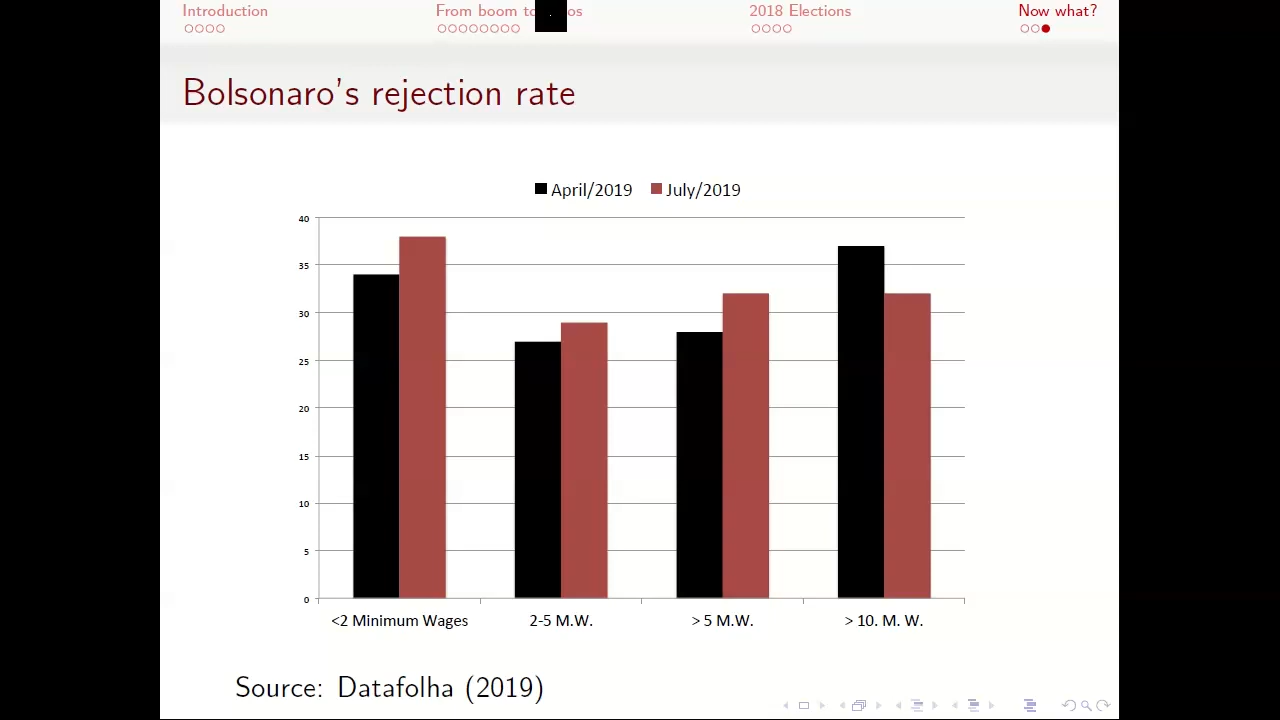 Introduction From boom to os 2018 Elections Now what?
Bolsonaro's rejection rate
April/2019 July/2019
40
35
30
25
20
15
10
5
0
<2 Minimum Wages 2-5 M.W. > 5 M.W. > 10. M. W.
Source: Datafolha (2019)